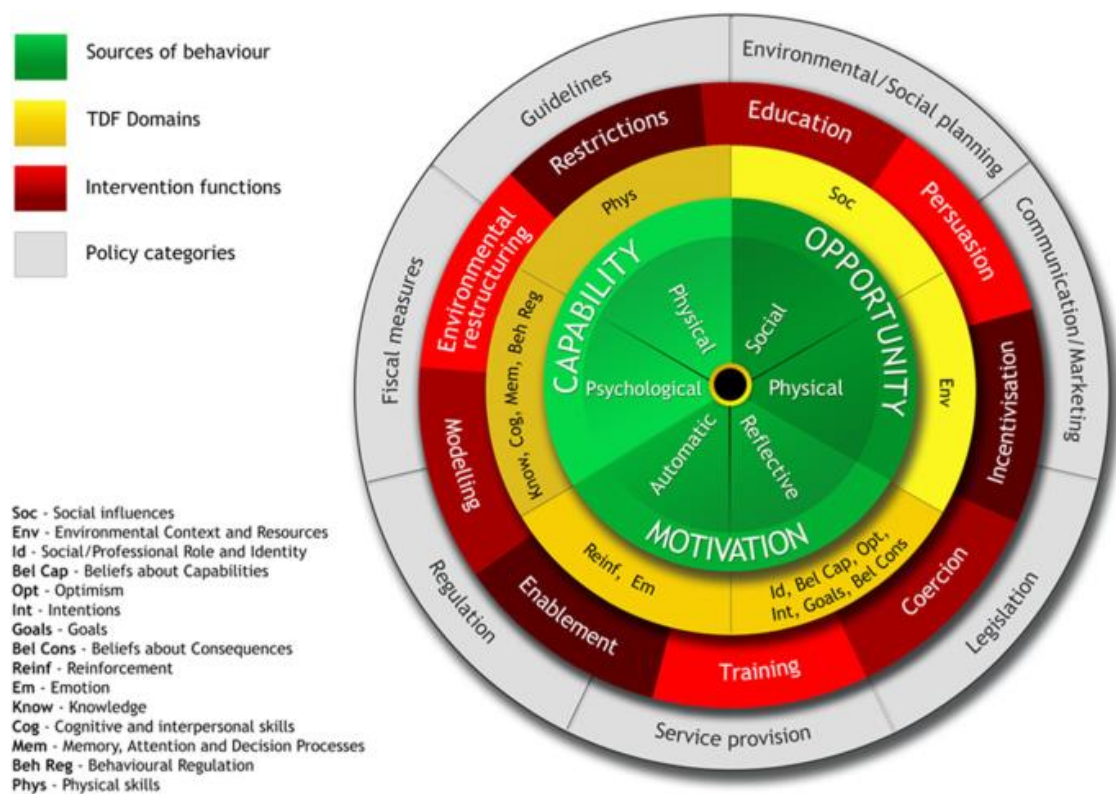 Sources of behaviour
TDF Domains
Intervention functions
Policy categories
Soc - Social influences
Env - Environmental Context and Resources
Id - Social/Professional Role and Identity
Bel Cap - Beliefs about Capabilities
Opt - Optimism
Int - Intentions
Goals - Goals
Bel Cons - Beliefs about Consequences
Reinf - Reinforcement
Em - Emotion
Know - Knowledge
Cog - Cognitive and interpersonal skills
Mem - Memory, Attention and Decision Processes
Beh Reg - Behavioural Regulation
Phys - Physical skills
Guidelines
Environmental/Social planning
Communication/Marketing
Legislation
Service provision
Regulation
Fiscal measures
Restrictions
Education
Persuasion
Incentivisation
Coercion
Training
Enablement
Modelling
Environmental
restructuring
Phys
Soc
Env
Id, Bel Cap, Opt,
Int, Goals, Bel Cons
Reinf, Em
Know, Cog, Mem, Beh Reg
CAPABILITY
OPPORTUNITY
MOTIVATION
Physical
Social
Physical
Reflective
Automatic
Psychological